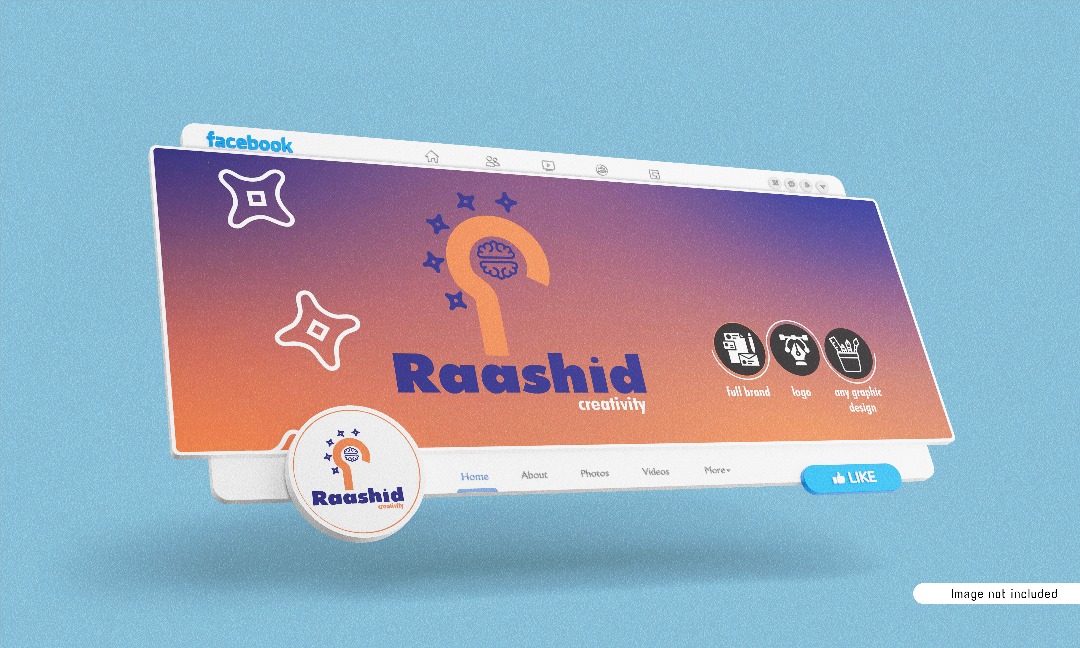 facebook
Raashid
creativity
full brand
logo
any graphic
design
Raashid
creativity
Home
About
Photos
Videos
More
LIKE
Image not included